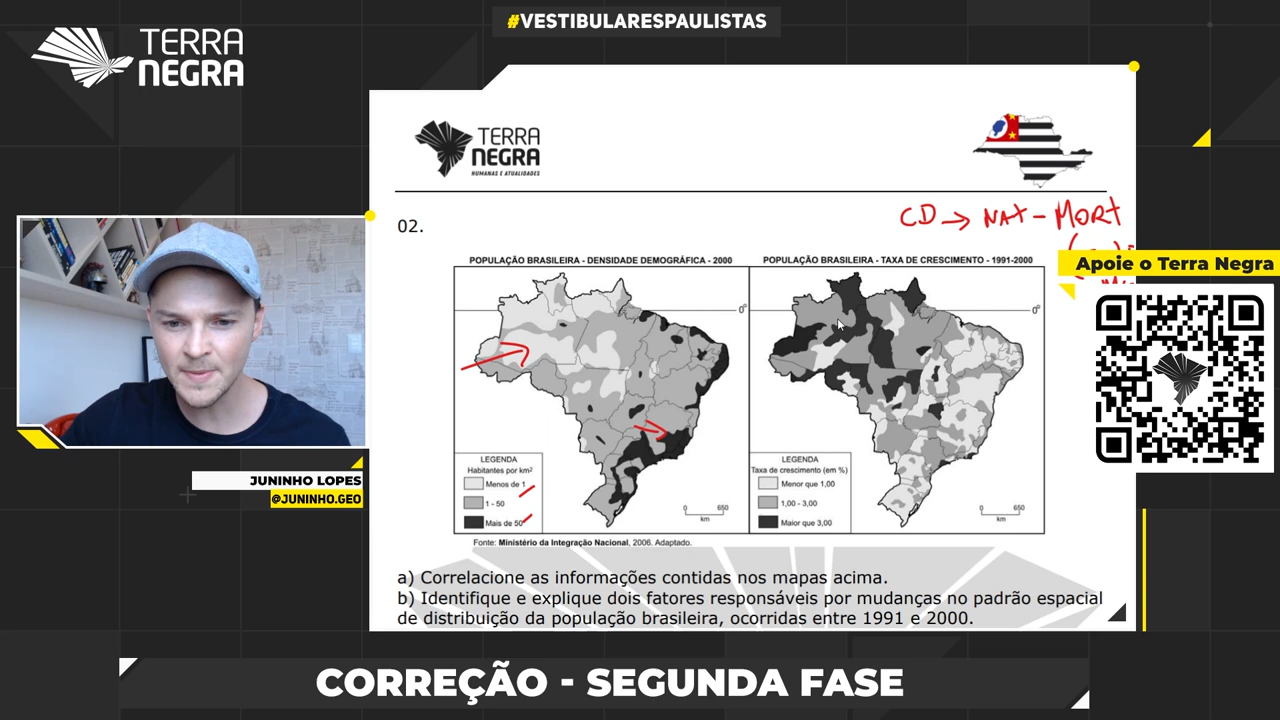 #VESTIBULARESPAULISTAS
TERRA
NEGRA
TERRA
NEGRA
HUMANAS E ATUALIDADES
02.
CD → NAT - MORT
Apoie o Terra Negra
POPULAÇÃO BRASILEIRA - DENSIDADE DEMOGRÁFICA - 2000
POPULAÇÃO BRASILEIRA - TAXA DE CRESCIMENTO - 1991-2000
0°
0°
LEGENDA
Habitantes por km²
Menos de 1
1 - 50
Mais de 50
0 650
km
LEGENDA
Taxa de crescimento (em %)
Menor que 1,00
1,00 - 3,00
Maior que 3,00
0 650
km
Fonte: Ministério da Integração Nacional, 2006. Adaptado.
a) Correlacione as informações contidas nos mapas acima.
b) Identifique e explique dois fatores responsáveis por mudanças no padrão espacial
de distribuição da população brasileira, ocorridas entre 1991 e 2000.
JUNINHO LOPES
@JUNINHO.GEO
CORREÇÃO - SEGUNDA FASE